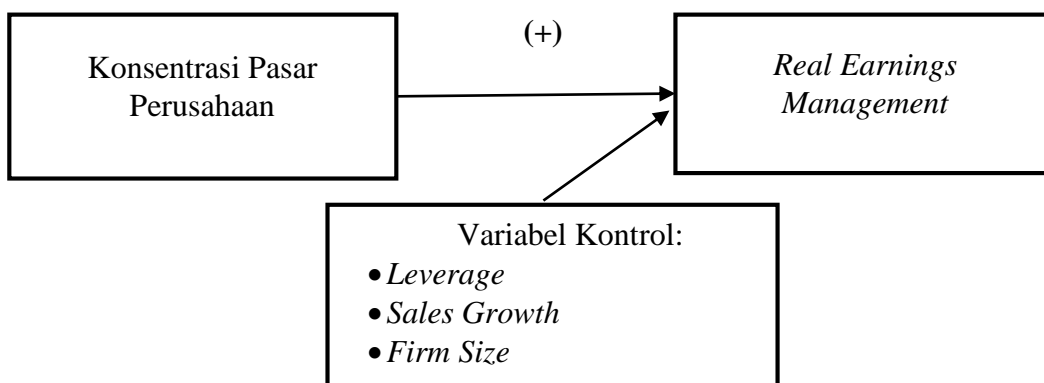 (+)
Konsentrasi Pasar
Perusahaan
Real Earnings
Management
Variabel Kontrol:
• Leverage
• Sales Growth
• Firm Size